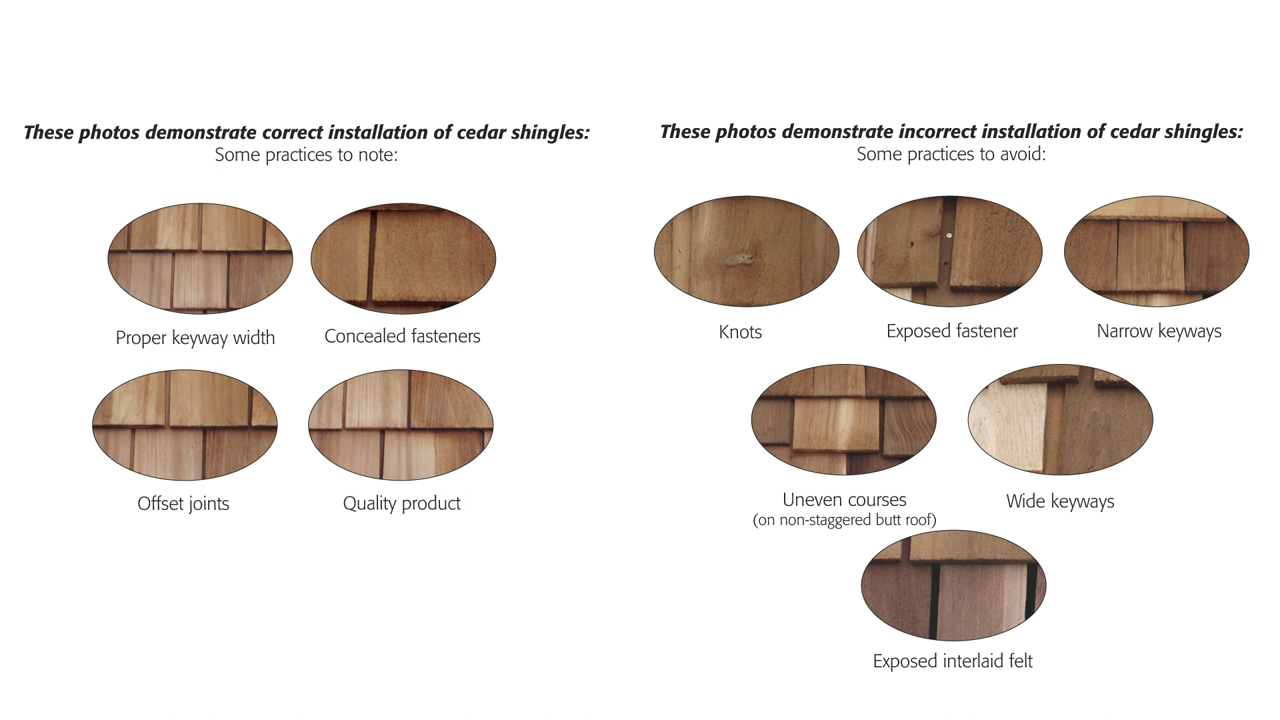 These photos demonstrate correct installation of cedar shingles:
Some practices to note:
Proper keyway width
Concealed fasteners
Offset joints
Quality product
These photos demonstrate incorrect installation of cedar shingles:
Some practices to avoid:
Knots
Exposed fastener
Narrow keyways
Uneven courses
(on non-staggered butt roof)
Wide keyways
Exposed interlaid felt